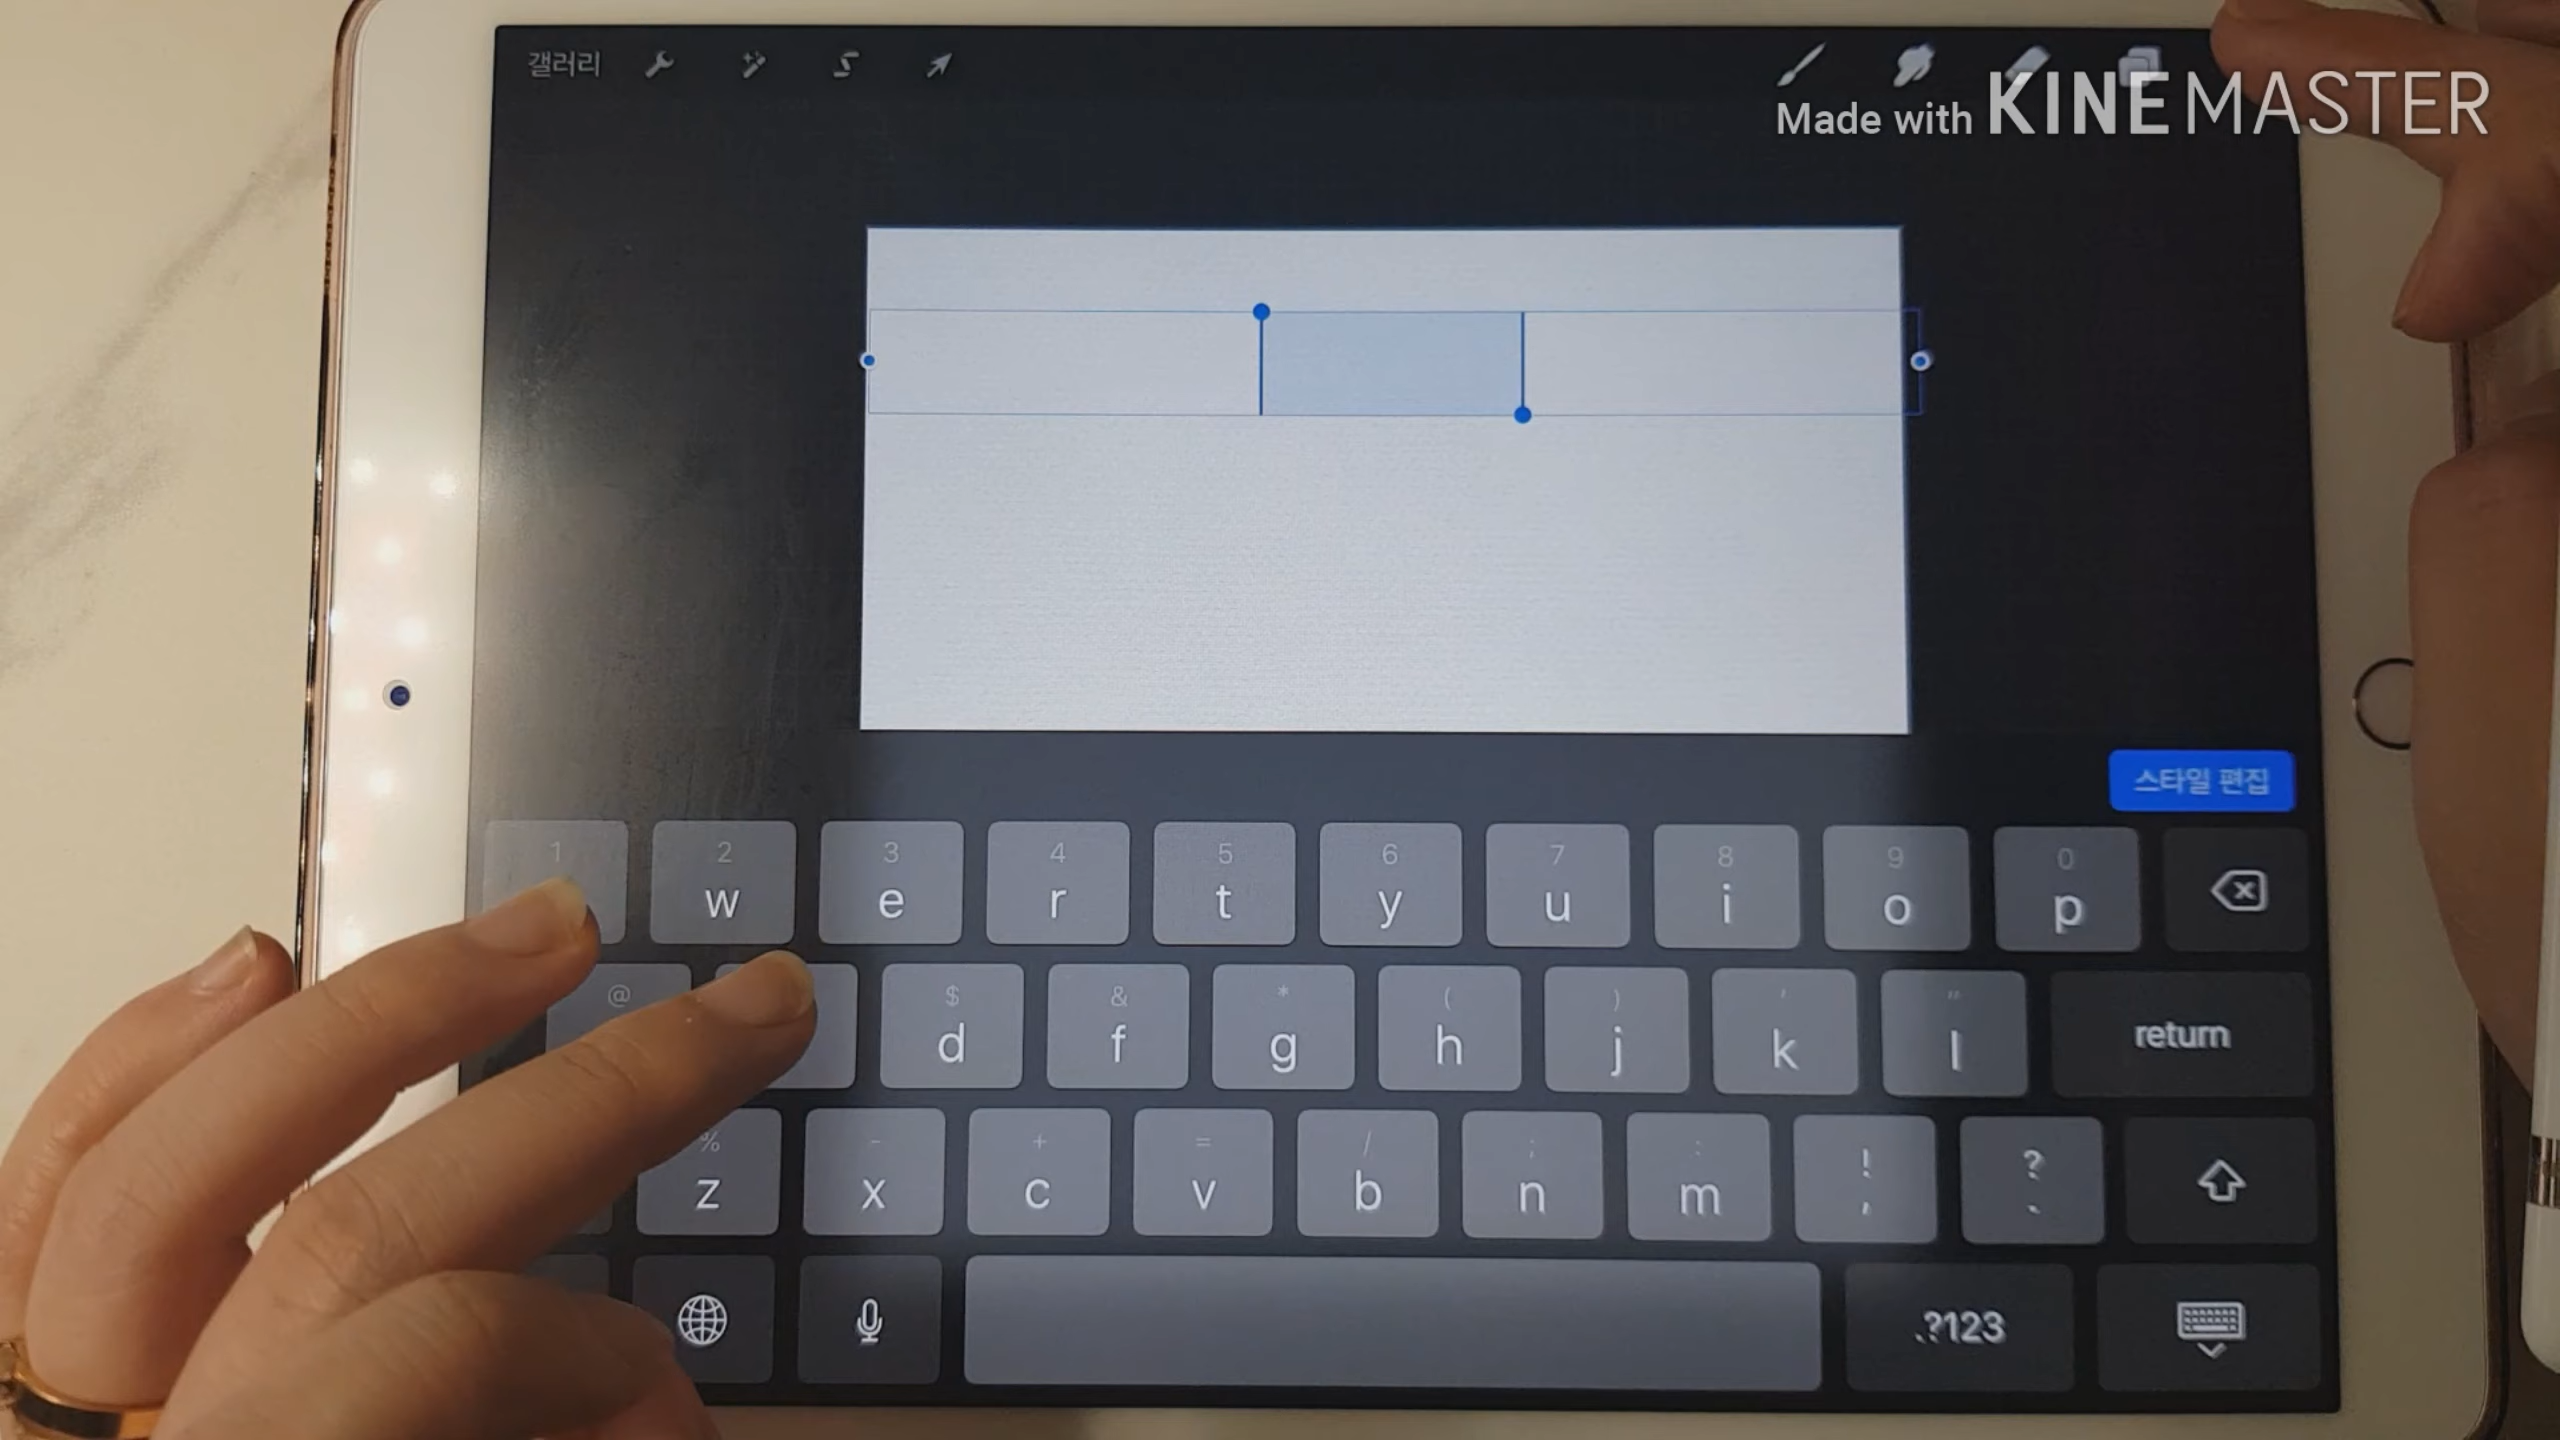 갤러리
Made with KINEMASTER
스타일 편집
1 2 3 4 5 6 7 8 9 0
w e r t y u i o p
@ $ & * ( ) ' "
d f g h j k l return
% - + = / ; : ! ?
z x c v b n m , .
.?123